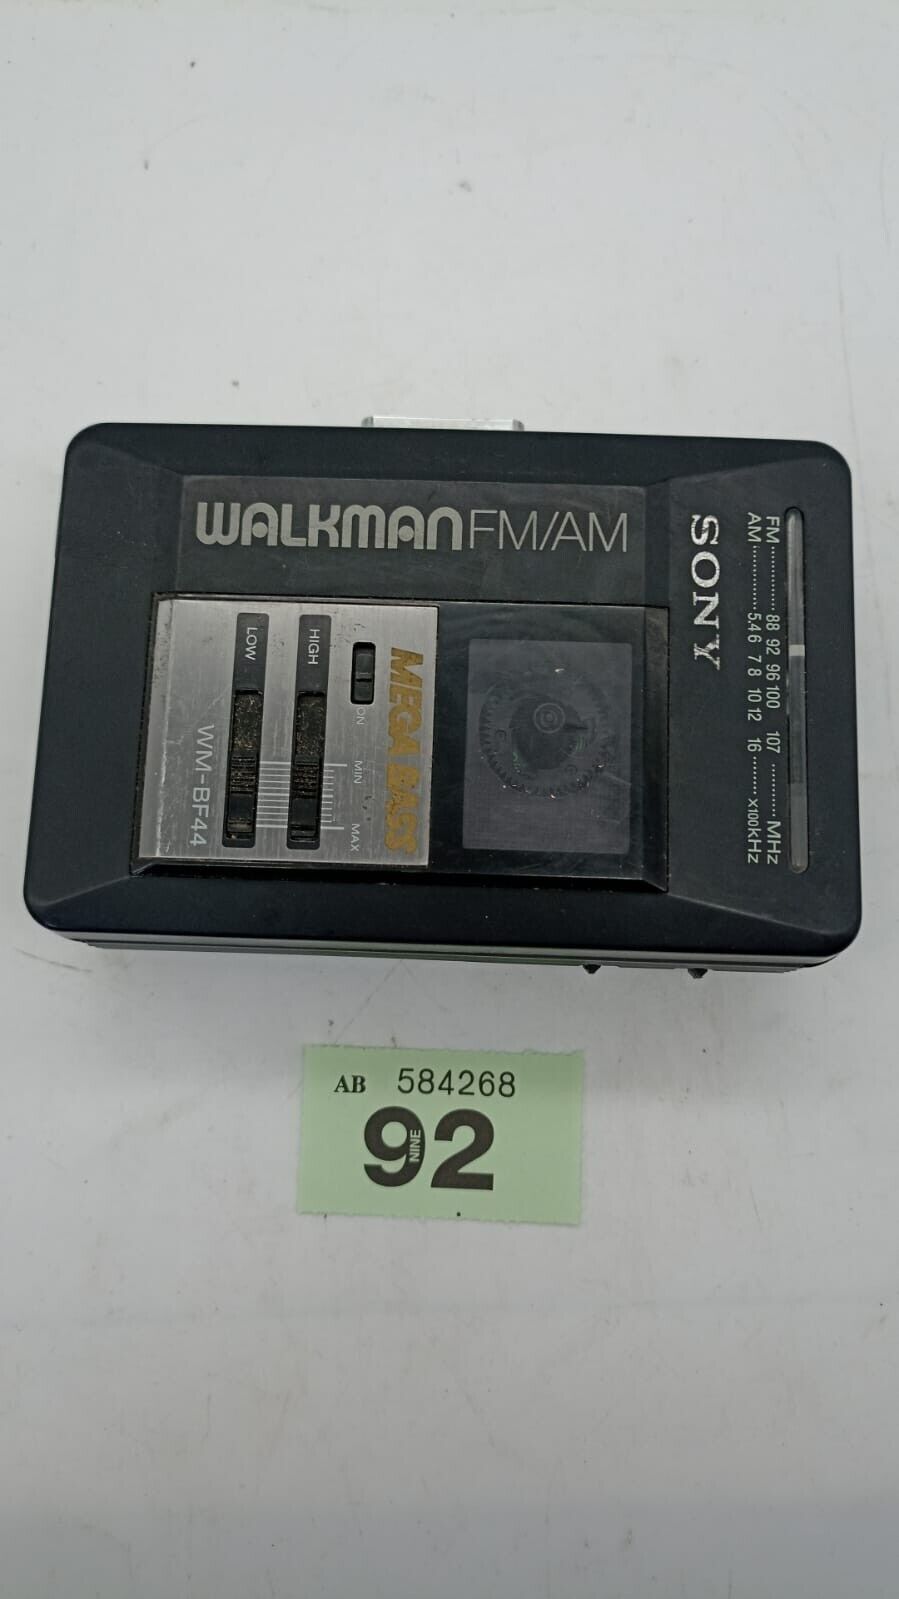 WALKMAN FM/AM
SONY
FM 88 92 96 100 107 MHz
AM 5.4 6 7 8 10 12 16 X100kHz
MEGA BASS
ON
MIN MAX
HIGH
LOW
WM-BF44
AB 584268
92
NINE